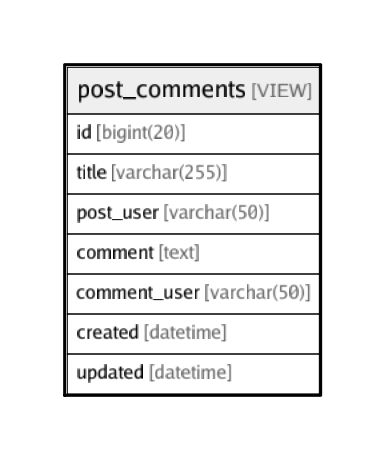 post_comments [VIEW]
id [bigint(20)]
title [varchar(255)]
post_user [varchar(50)]
comment [text]
comment_user [varchar(50)]
created [datetime]
updated [datetime]